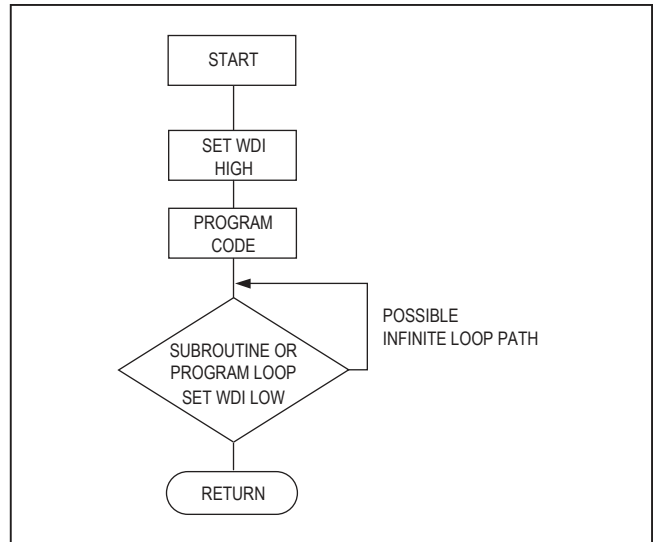 START
SET WDI
HIGH
PROGRAM
CODE
POSSIBLE
INFINITE LOOP PATH
SUBROUTINE OR
PROGRAM LOOP
SET WDI LOW
RETURN